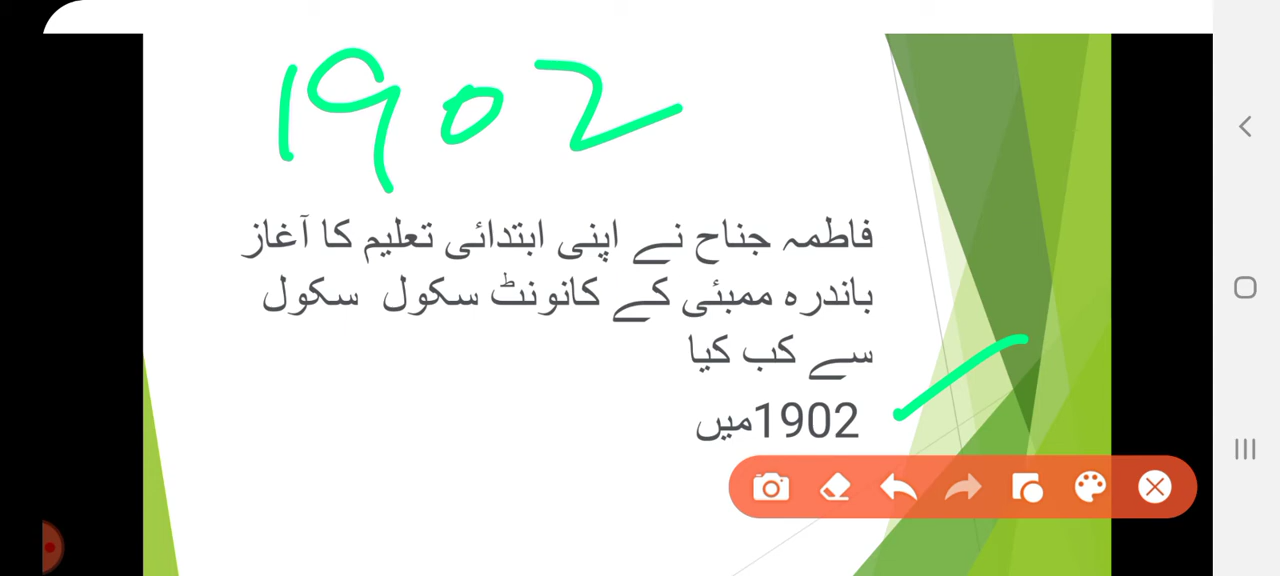 1902
فاطمہ جناح نے اپنی ابتدائی تعلیم کا آغاز
باندرہ ممبئی کے کانونٹ سکول سکول
سے کب کیا
1902میں